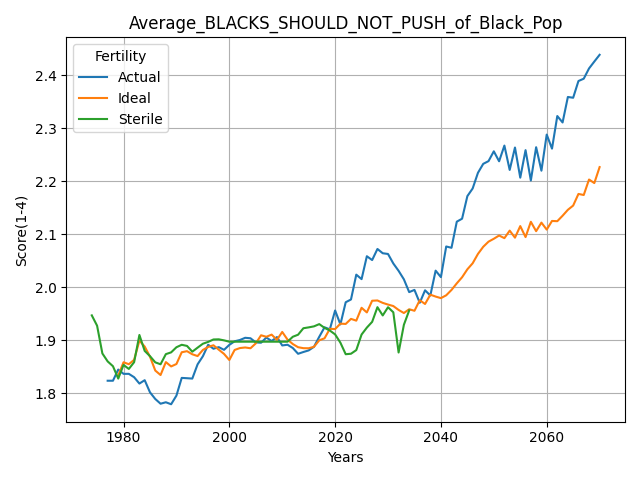 Average_BLACKS_SHOULD_NOT_PUSH_of_Black_Pop
Fertility
Actual
Ideal
Sterile
Score(1-4)
2.4
2.3
2.2
2.1
2.0
1.9
1.8
1980 2000 2020 2040 2060
Years